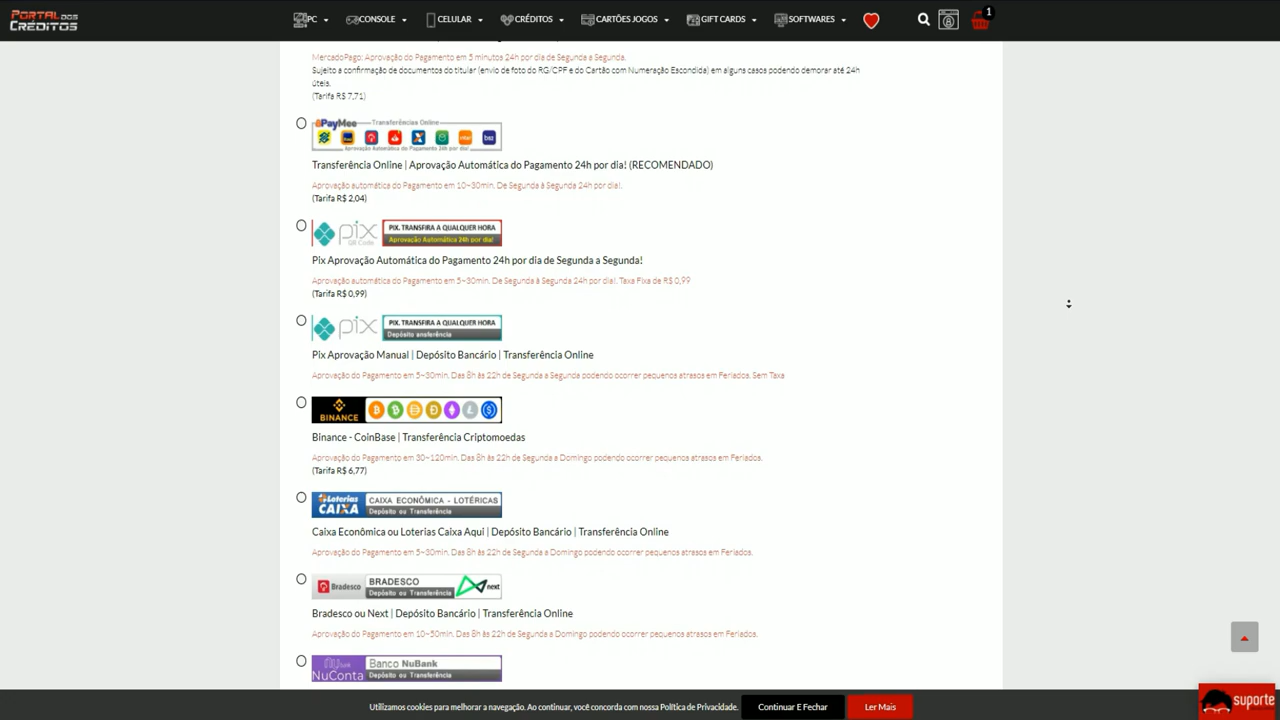 PORTAL DOS
CRÉDITOS
PC
CONSOLE
CELULAR
CRÉDITOS
CARTÕES JOGOS
GIFT CARDS
SOFTWARES
1
MercadoPago: Aprovação do Pagamento em 5 minutos 24h por dia de Segunda a Segunda.
Sujeito a confirmação de documentos do titular (envio de foto do RG/CPF e do Cartão com Numeração Escondida) em alguns casos podendo demorar até 24h
úteis.
(Tarifa R$ 7,71)
PayMee Transferências Online
Aprovação Automática do Pagamento 24h por dia!
Transferência Online | Aprovação Automática do Pagamento 24h por dia! (RECOMENDADO)
Aprovação automática do Pagamento em 10~30min. De Segunda à Segunda 24h por dia!.
(Tarifa R$ 2,04)
pix PIX. TRANSFIRA A QUALQUER HORA
QR Code Aprovação Automática 24h por dia!
Pix Aprovação Automática do Pagamento 24h por dia de Segunda a Segunda!
Aprovação automática do Pagamento em 5~30min. De Segunda à Segunda 24h por dia!. Taxa Fixa de R$ 0,99
(Tarifa R$ 0,99)
pix PIX. TRANSFIRA A QUALQUER HORA
Depósito ansferência
Pix Aprovação Manual | Depósito Bancário | Transferência Online
Aprovação do Pagamento em 5~30min. Das 8h às 22h de Segunda a Segunda podendo ocorrer pequenos atrasos em Feriados. Sem Taxa
BINANCE
Binance - CoinBase | Transferência Criptomoedas
Aprovação do Pagamento em 30~120min. Das 8h às 22h de Segunda a Domingo podendo ocorrer pequenos atrasos em Feriados.
(Tarifa R$ 6,77)
Loterias CAIXA ECONÔMICA - LOTÉRICAS
CAIXA Depósito ou Transferência
Caixa Econômica ou Loterias Caixa Aqui | Depósito Bancário | Transferência Online
Aprovação do Pagamento em 5~30min. Das 8h às 22h de Segunda a Domingo podendo ocorrer pequenos atrasos em Feriados.
Bradesco BRADESCO next
Depósito ou Transferência
Bradesco ou Next | Depósito Bancário | Transferência Online
Aprovação do Pagamento em 10~50min. Das 8h às 22h de Segunda a Domingo podendo ocorrer pequenos atrasos em Feriados.
Banco NuBank
NuConta Depósito ou Transferência
Utilizamos cookies para melhorar a navegação. Ao continuar, você concorda com nossa Política de Privacidade.
Continuar E Fechar
Ler Mais
suporte